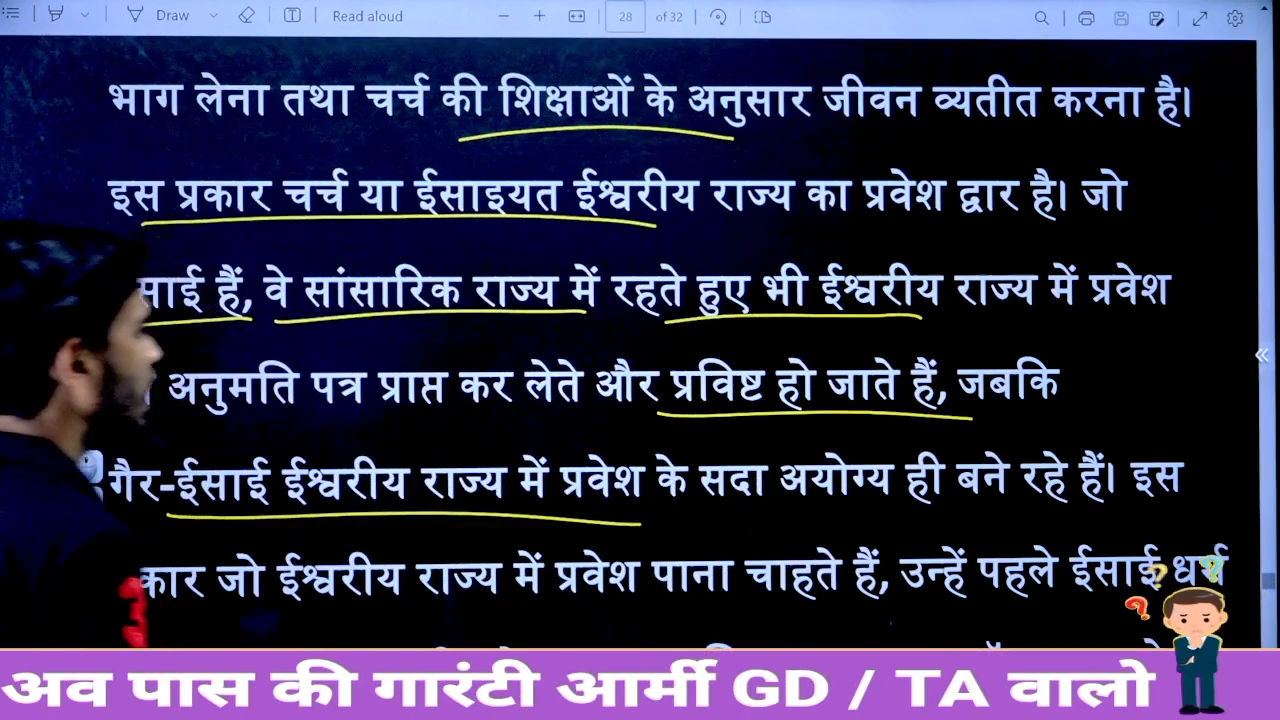 Draw
Read aloud
28 of 32
भाग लेना तथा चर्च की शिक्षाओं के अनुसार जीवन व्यतीत करना है।
इस प्रकार चर्च या ईसाइयत ईश्वरीय राज्य का प्रवेश द्वार है। जो
साई हैं, वे सांसारिक राज्य में रहते हुए भी ईश्वरीय राज्य में प्रवेश
अनुमति पत्र प्राप्त कर लेते और प्रविष्ट हो जाते हैं, जबकि
गैर-ईसाई ईश्वरीय राज्य में प्रवेश के सदा अयोग्य ही बने रहे हैं। इस
कार जो ईश्वरीय राज्य में प्रवेश पाना चाहते हैं, उन्हें पहले ईसाई धर्म
अव पास की गारंटी आर्मी GD / TA वालो